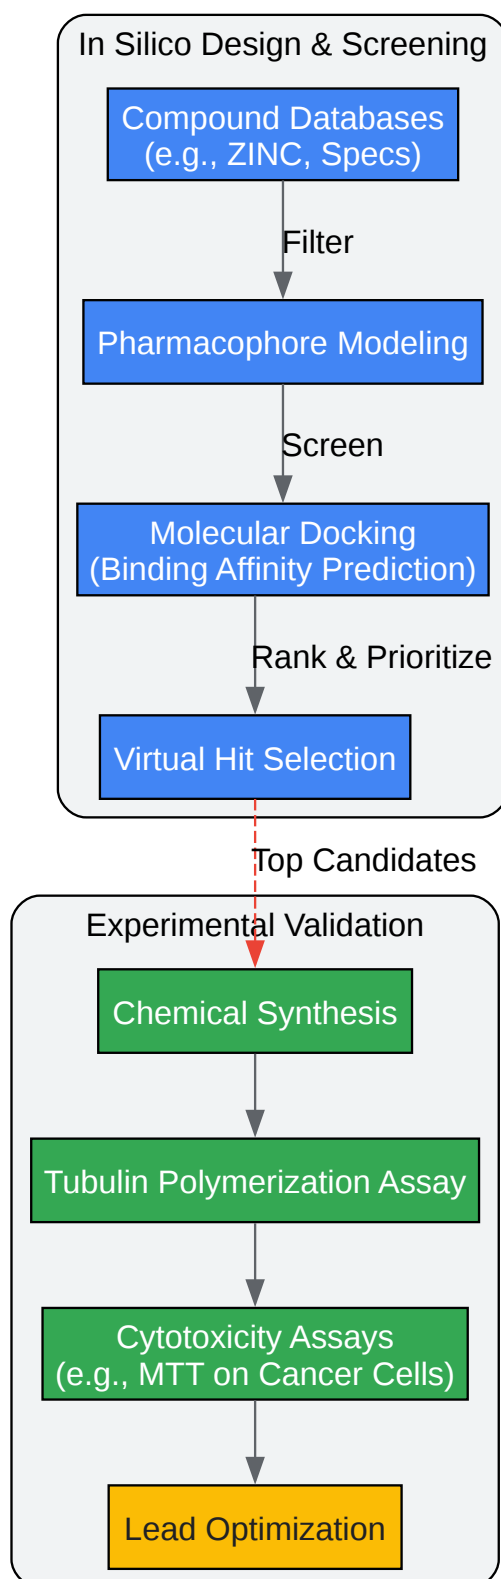 In Silico Design & Screening
Compound Databases
(e.g., ZINC, Specs)
Filter
Pharmacophore Modeling
Screen
Molecular Docking
(Binding Affinity Prediction)
Rank & Prioritize
Virtual Hit Selection
Top Candidates
Experimental Validation
Chemical Synthesis
Tubulin Polymerization Assay
Cytotoxicity Assays
(e.g., MTT on Cancer Cells)
Lead Optimization